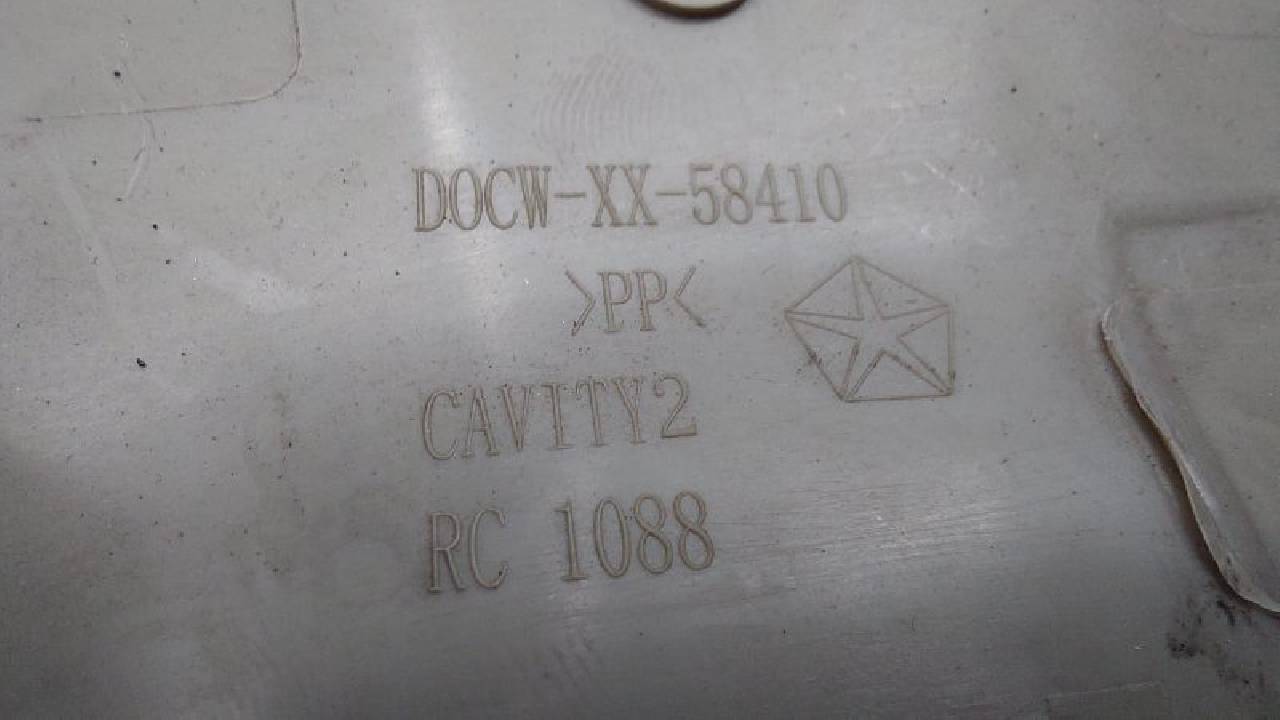 DOCW-XX-58410
>PP<
CAVITY2
RC 1088